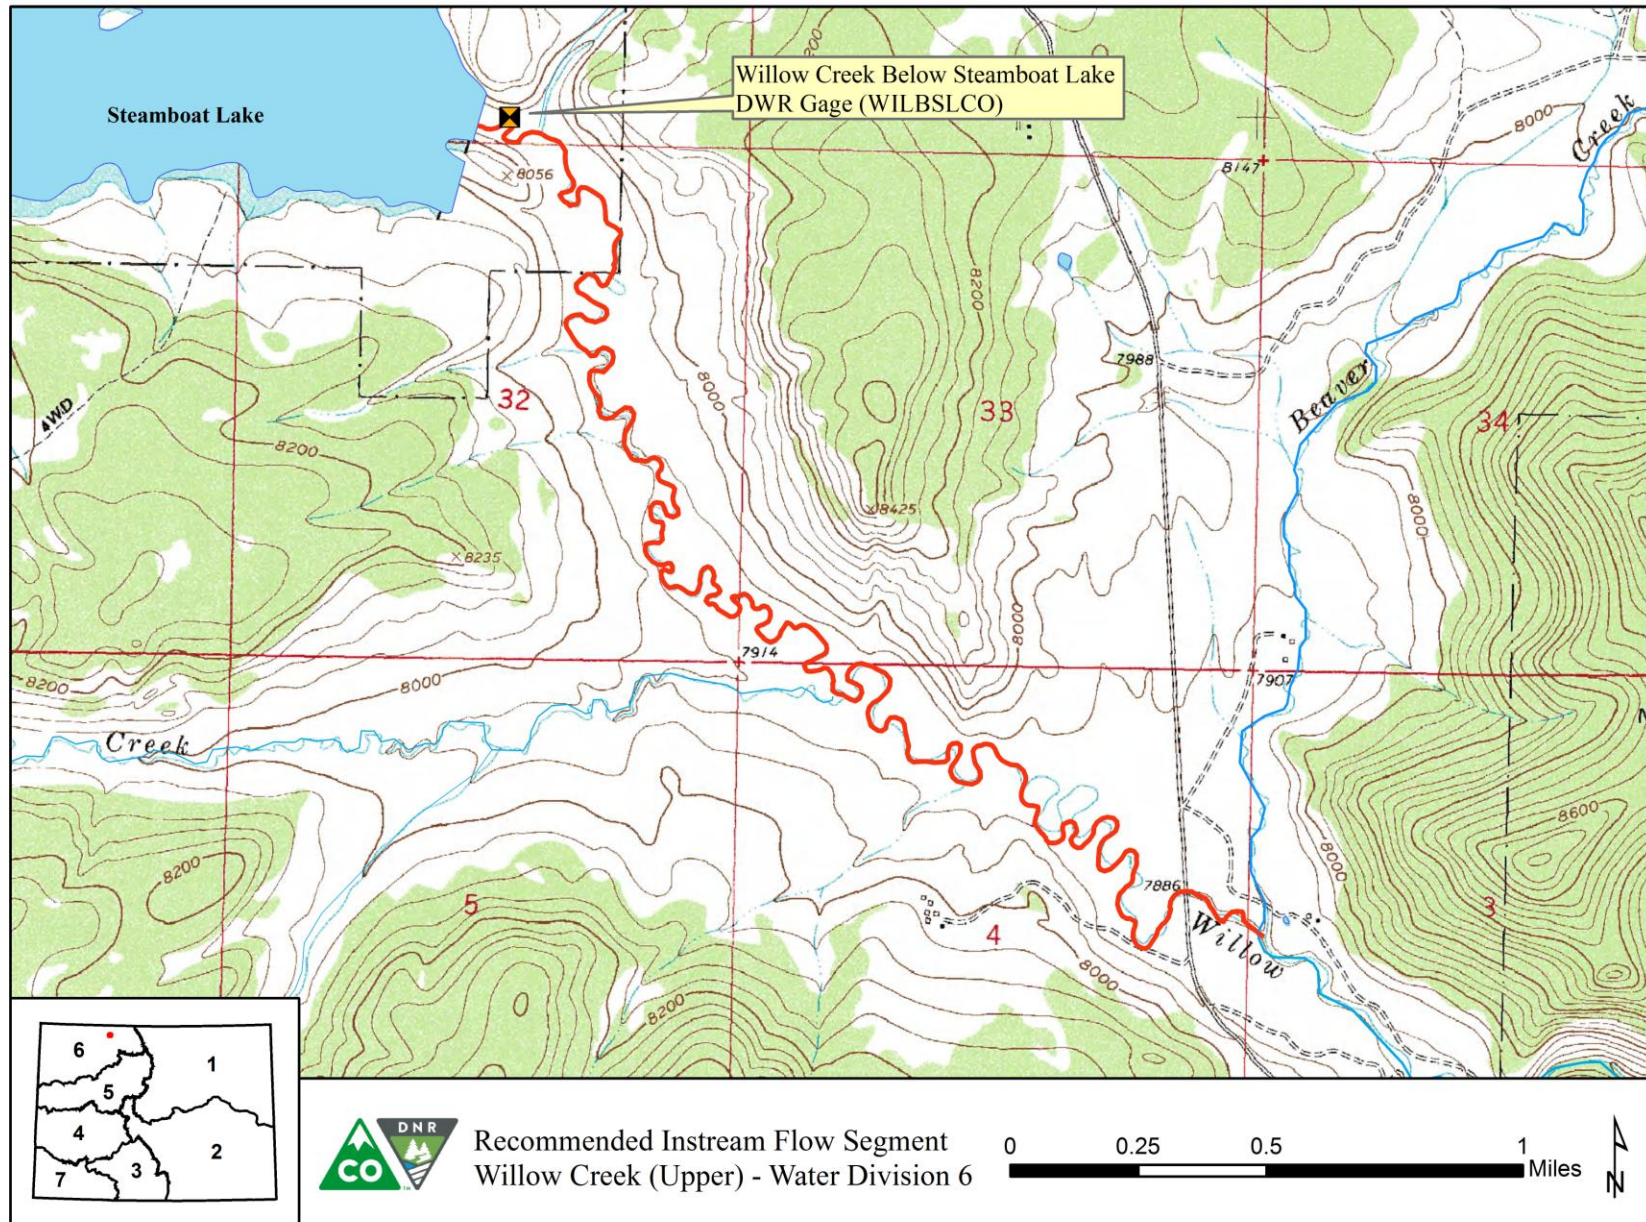 Willow Creek Below Steamboat Lake
DWR Gage (WILBSLCO)
Steamboat Lake
8000
Creek
8056
8147
8200
8000
7988
Beaver
4WD
32
33
34
8200
8425
8000
8235
8000
7914
7907
8200
8000
Creek
8600
8000
8200
7886
5
4
3
Willow
8000
8200
6
1
5
4
2
7
3
DNR
CO
Recommended Instream Flow Segment
Willow Creek (Upper) - Water Division 6
0 0.25 0.5 1
Miles
N